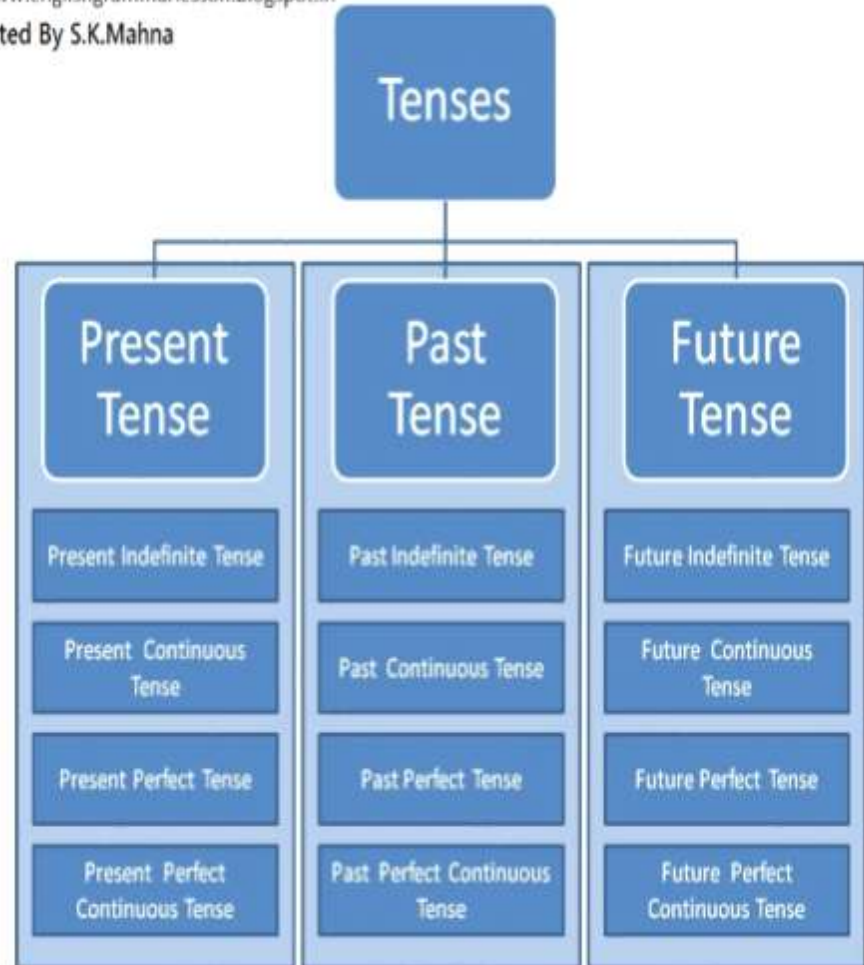 By S.K.Mahna
Tenses
Present
Tense
Past
Tense
Future
Tense
Present Indefinite Tense
Present Continuous
Tense
Present Perfect Tense
Present Perfect
Continuous Tense
Past Indefinite Tense
Past Continuous Tense
Past Perfect Tense
Past Perfect Continuous
Tense
Future Indefinite Tense
Future Continuous
Tense
Future Perfect Tense
Future Perfect
Continuous Tense